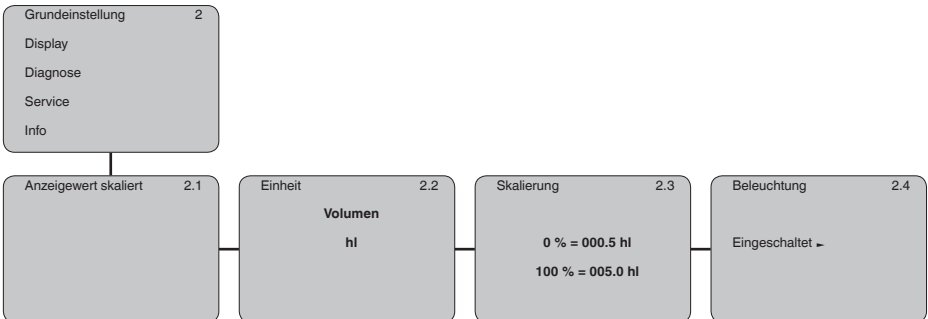 Grundeinstellung 2
Display
Diagnose
Service
Info
Anzeigewert skaliert 2.1
Einheit 2.2
Volumen
hl
Skalierung 2.3
0 % = 000.5 hl
100 % = 005.0 hl
Beleuchtung 2.4
Eingeschaltet ►